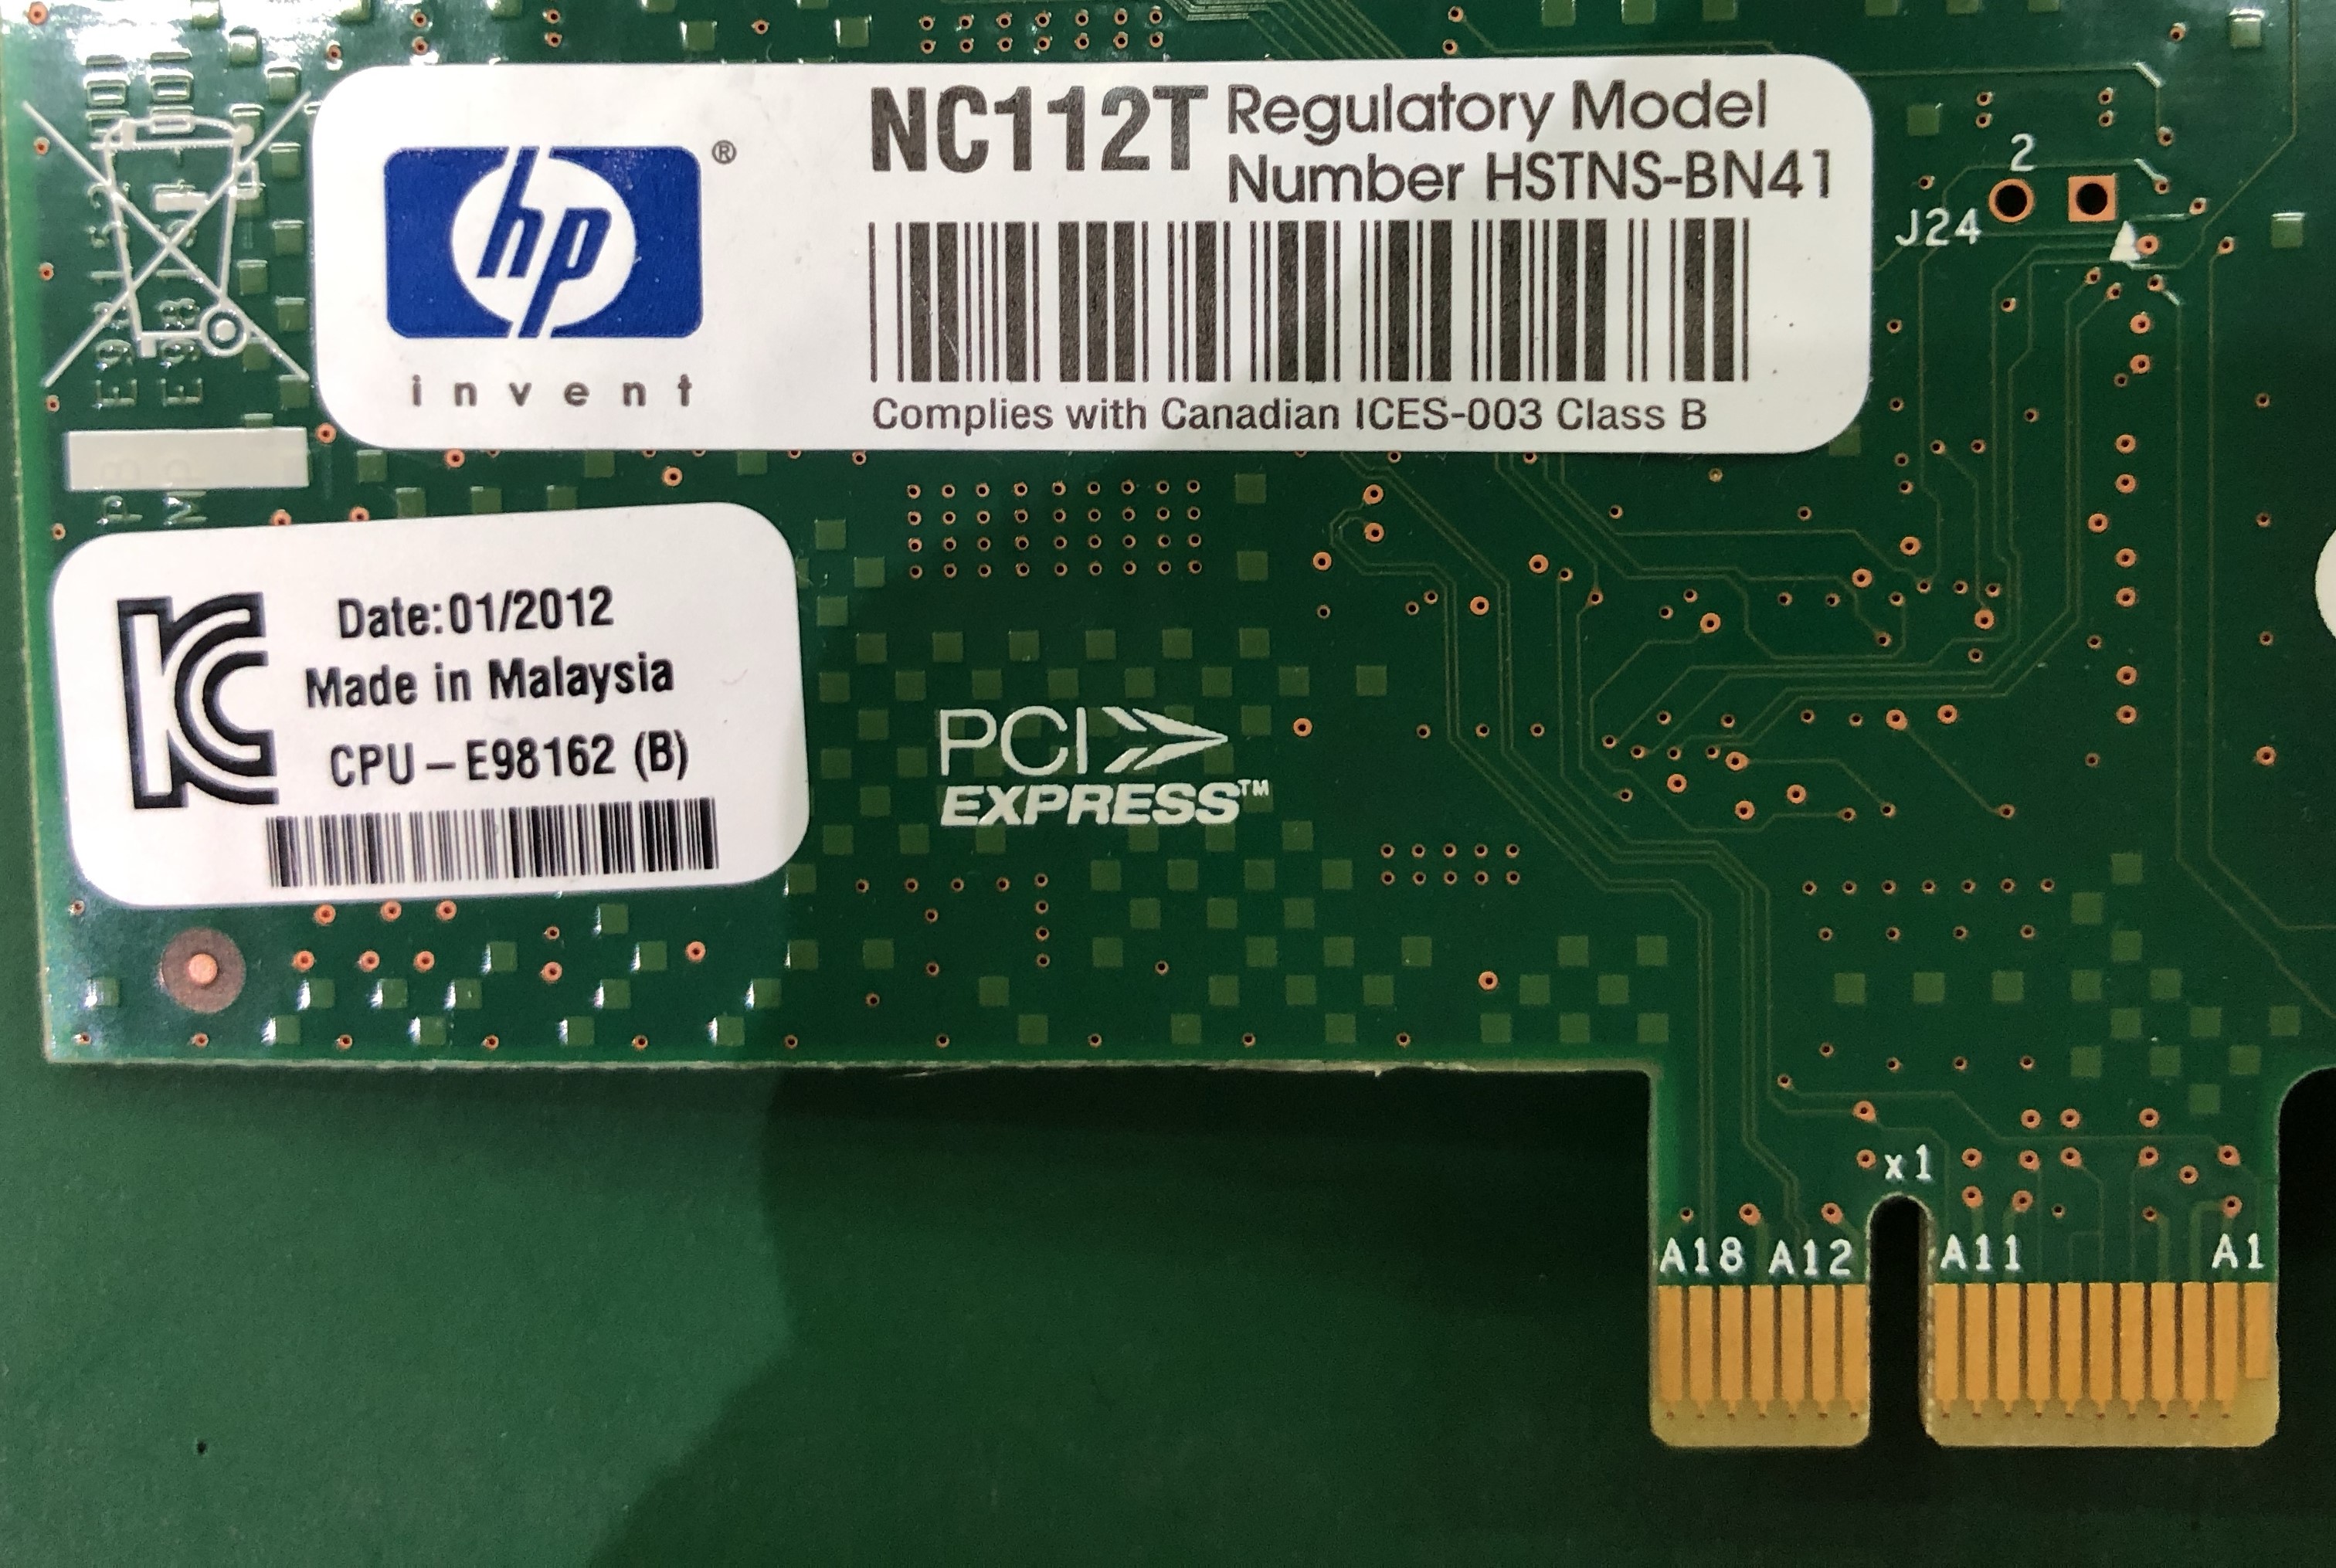 NC112T Regulatory Model
Number HSTNS-BN41
hp®
invent
Complies with Canadian ICES-003 Class B
2
J24
Date:01/2012
Made in Malaysia
CPU-E98162 (B)
PCI
EXPRESS™
x1
A18 A12 A11 A1